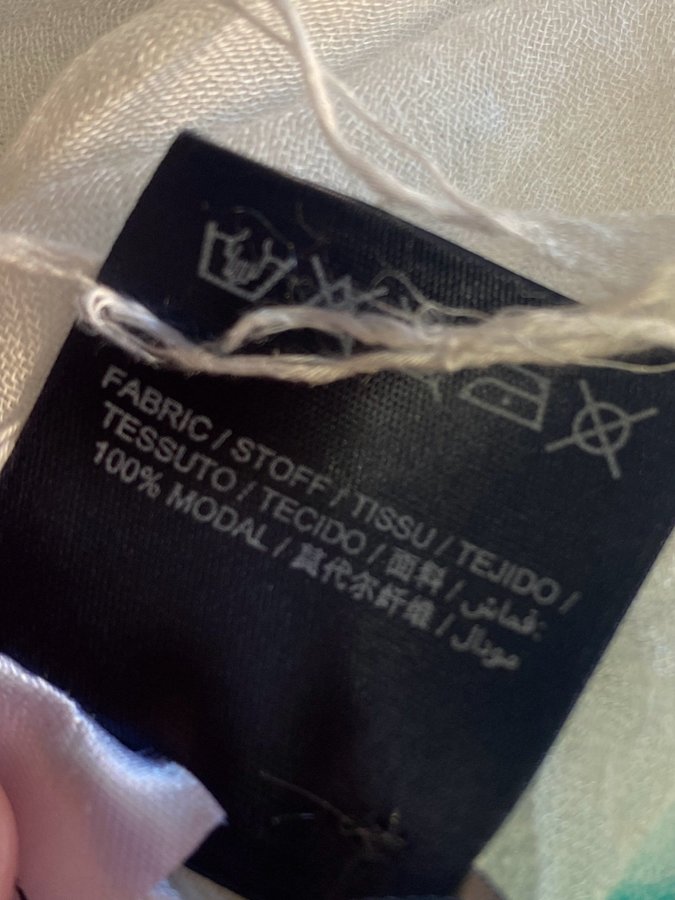 FABRIC / STOFF / TISSU / TEJIDO /
TESSUTO / TECIDO / 面料 / قماش:
100% MODAL / 莫代尔纤维 / مودال